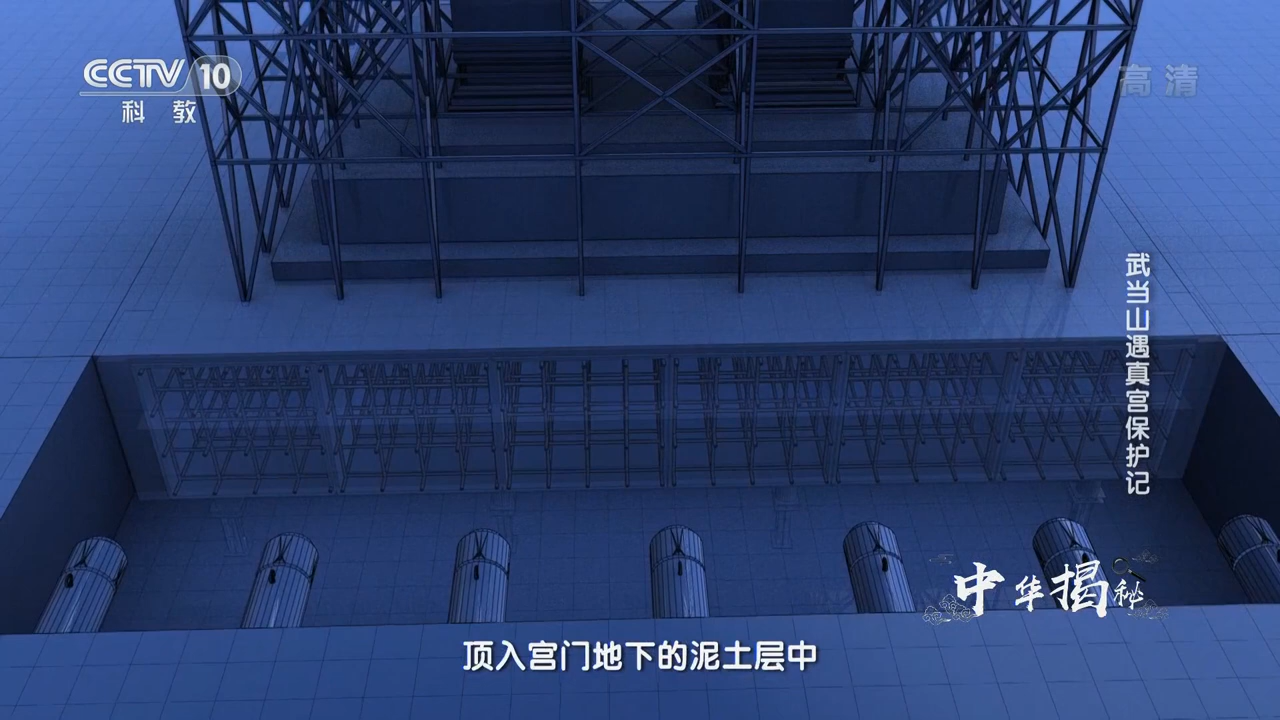 CCTV 10
科教
高清
武当山遇真宫保护记
中华揭秘
顶入宫门地下的泥土层中